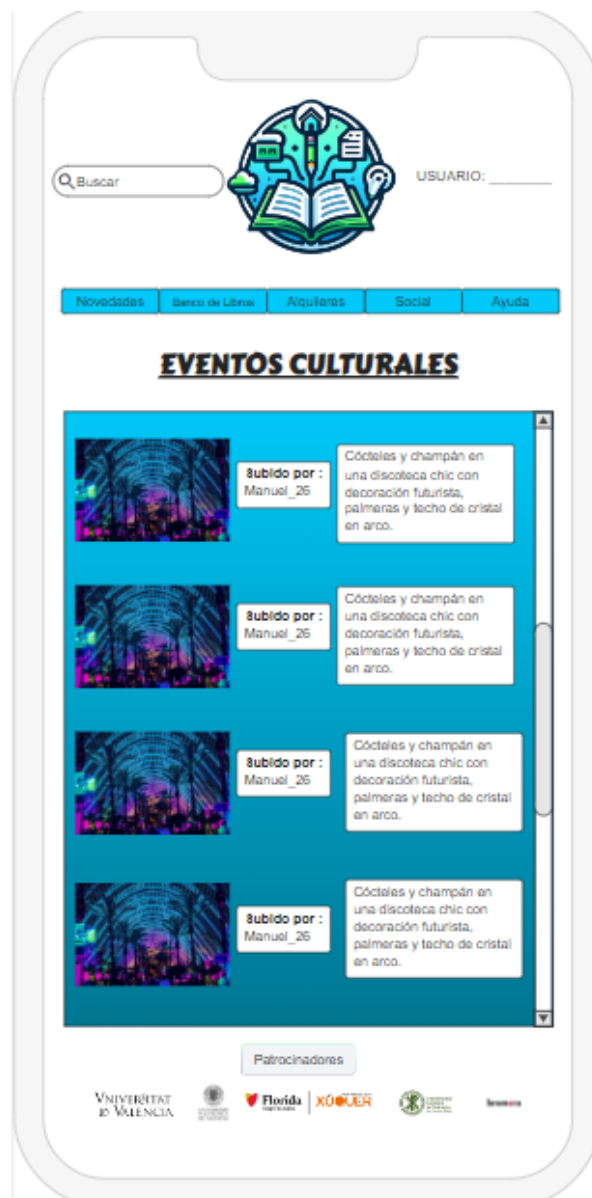 Buscar
USUARIO: ________
Novedades
Banco de Libros
Alquileres
Social
Ayuda
EVENTOS CULTURALES
Subido por :
Manuel_26
Cócteles y champán en
una discoteca chic con
decoración futurista,
palmeras y techo de cristal
en arco.
Subido por :
Manuel_26
Cócteles y champán en
una discoteca chic con
decoración futurista,
palmeras y techo de cristal
en arco.
Subido por :
Manuel_26
Cócteles y champán en
una discoteca chic con
decoración futurista,
palmeras y techo de cristal
en arco.
Subido por :
Manuel_26
Cócteles y champán en
una discoteca chic con
decoración futurista,
palmeras y techo de cristal
en arco.
Patrocinadores
VNIVERSITAT
ID VALÈNCIA
Florida
XÚQUER